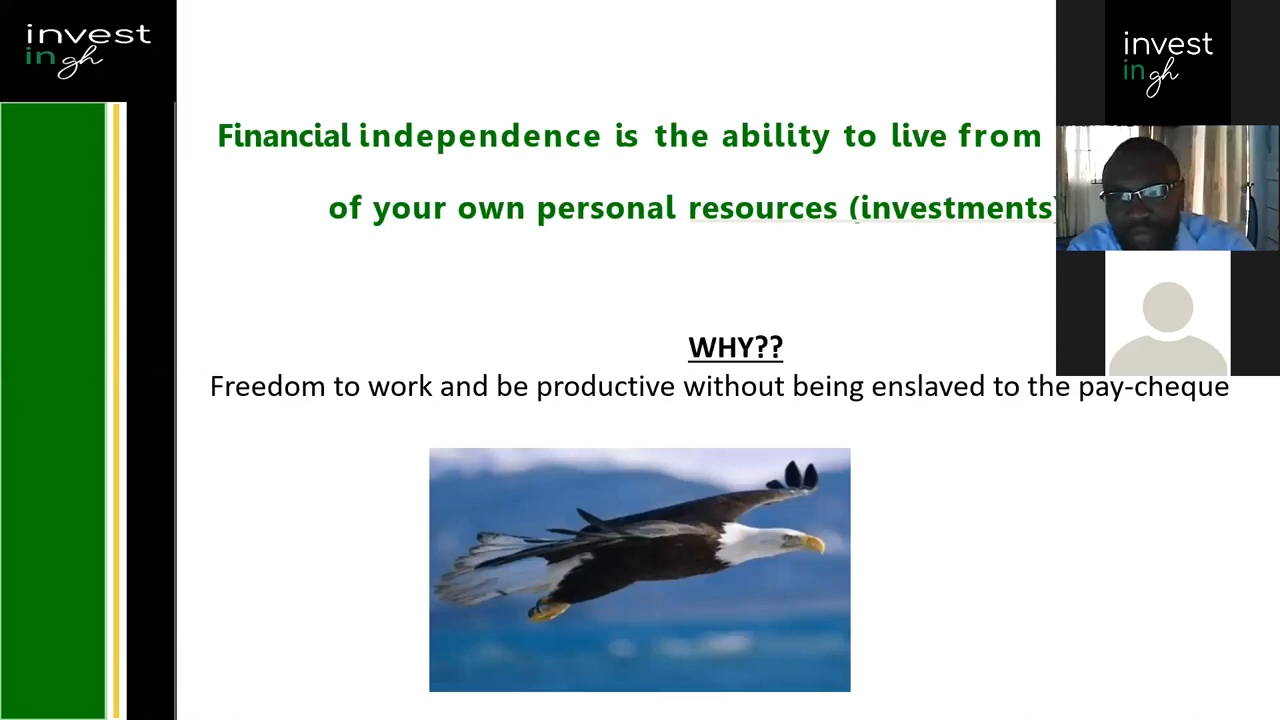 invest
in gh
invest
in gh
Financial independence is the ability to live from
of your own personal resources (investments)
WHY??
Freedom to work and be productive without being enslaved to the pay-cheque